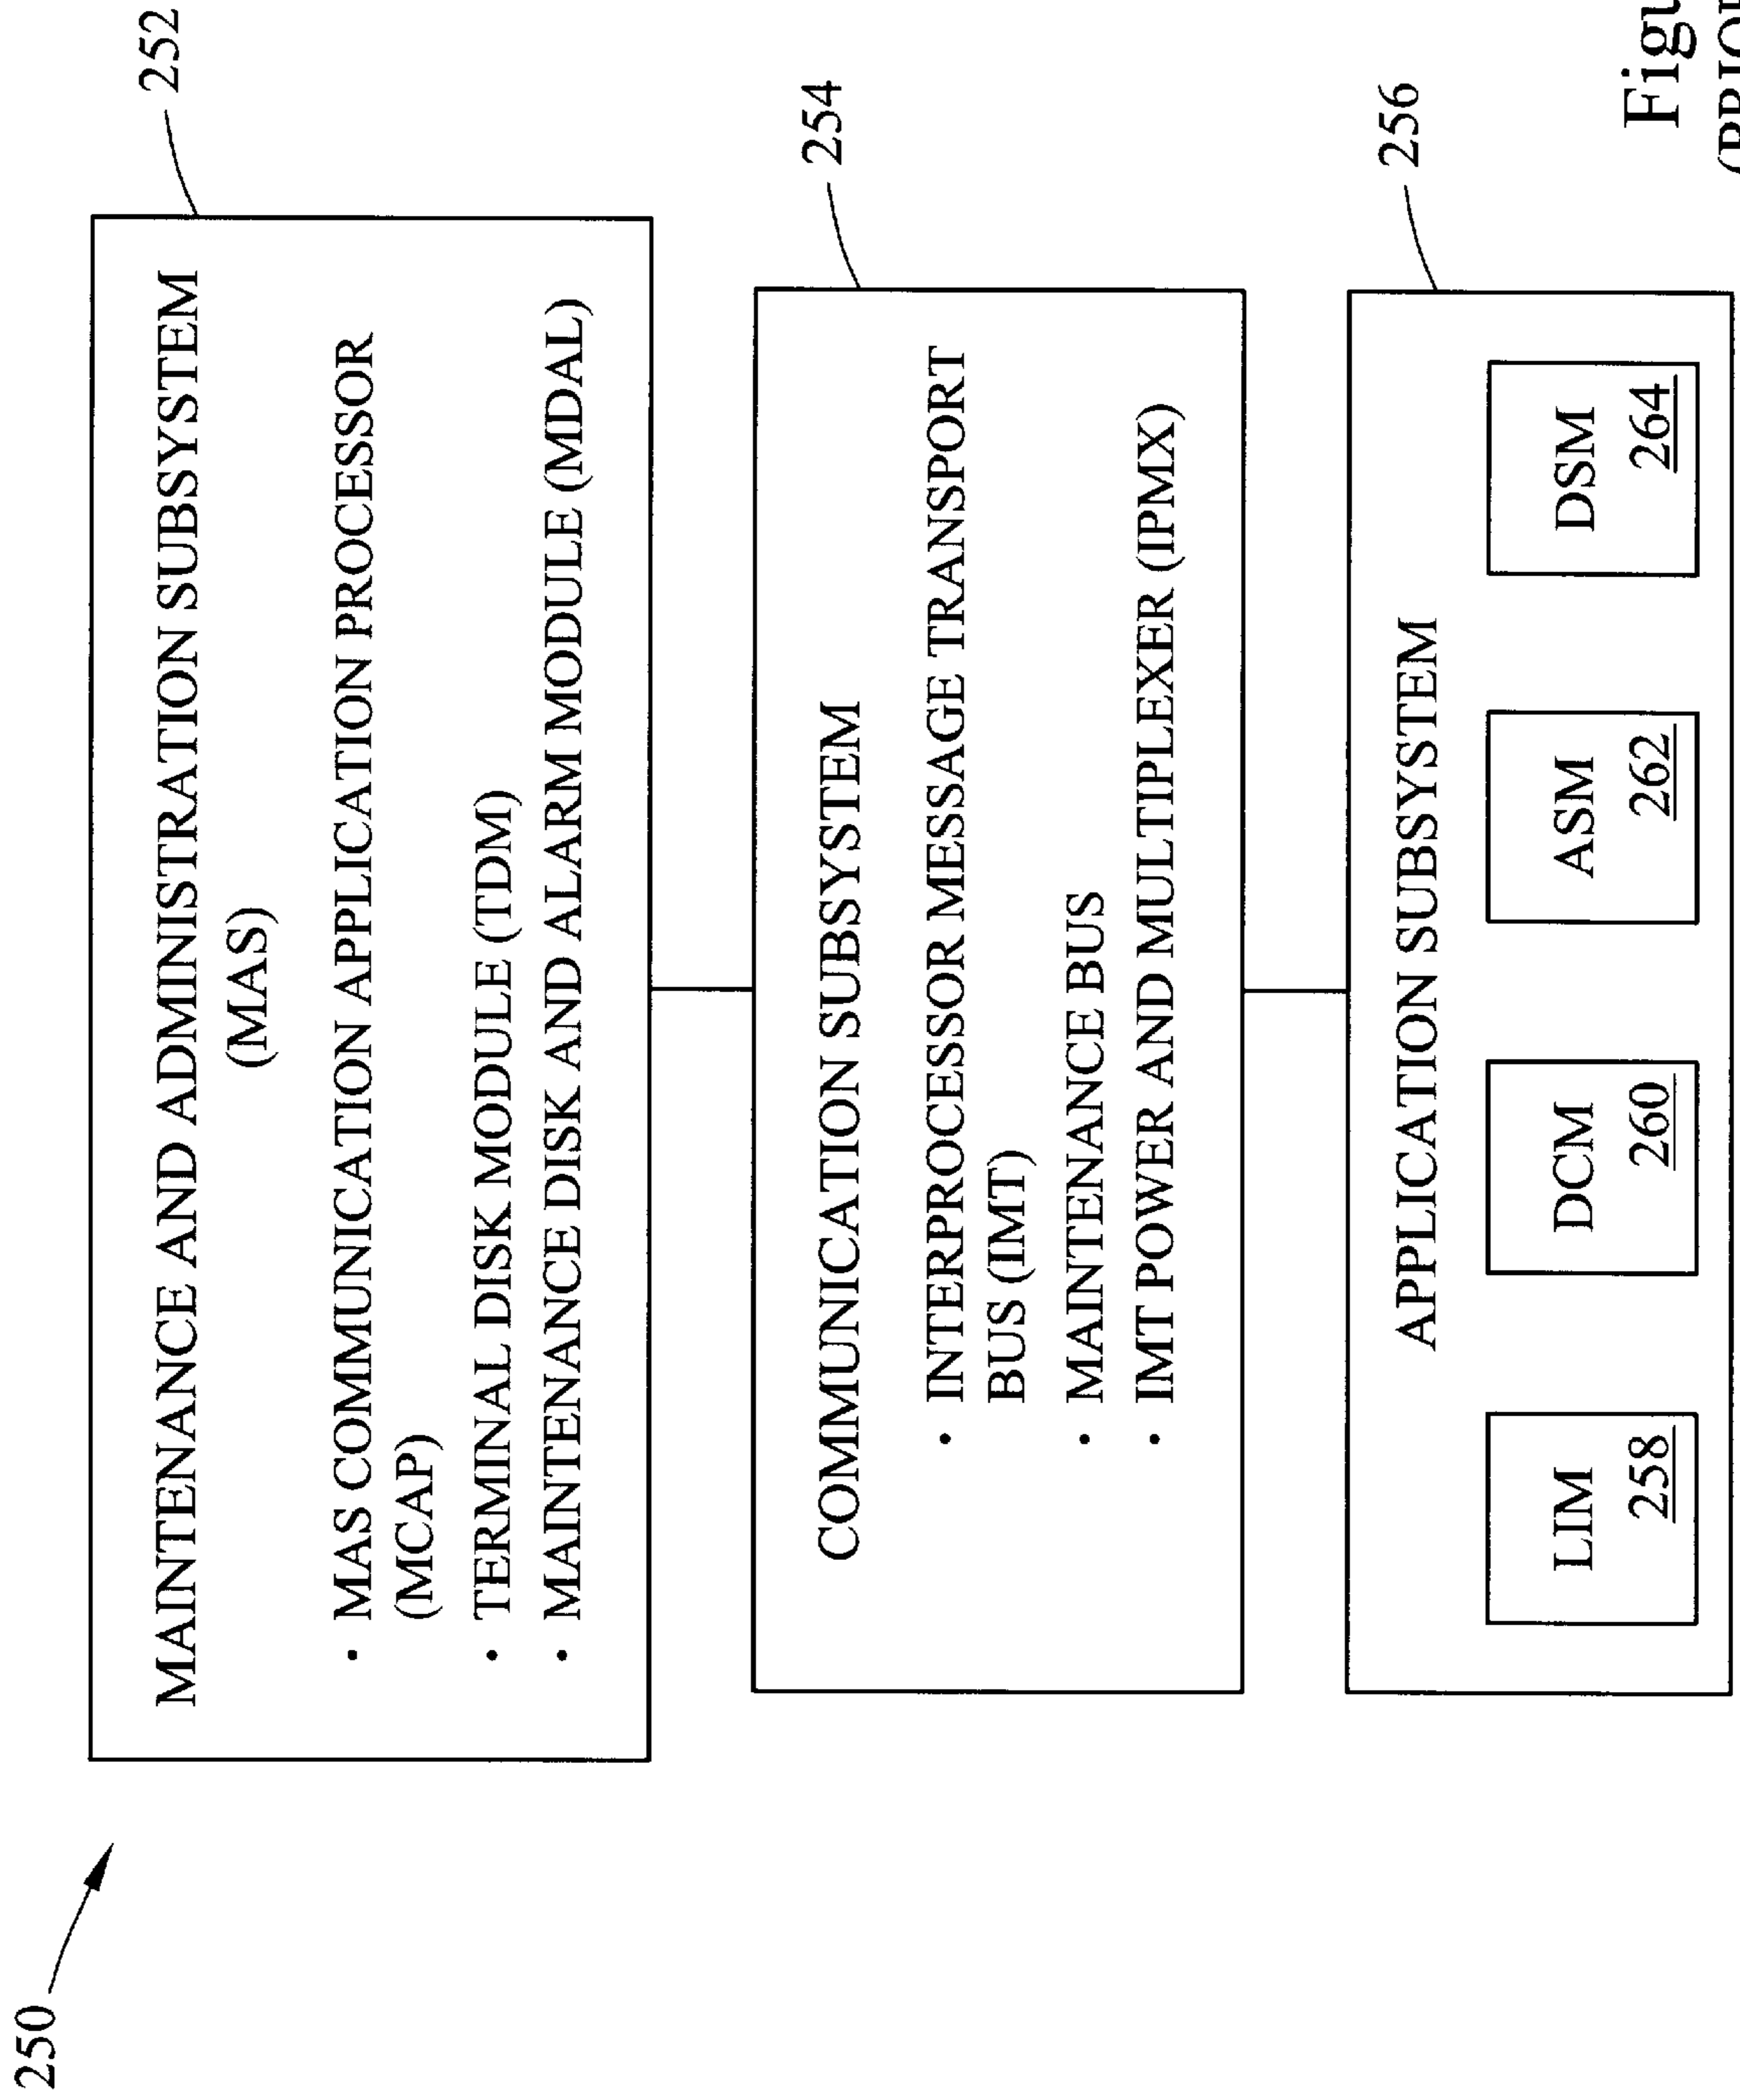 250
252
MAINTENANCE AND ADMINISTRATION SUBSYSTEM
(MAS)
· MAS COMMUNICATION APPLICATION PROCESSOR
(MCAP)
· TERMINAL DISK MODULE (TDM)
· MAINTENANCE DISK AND ALARM MODULE (MDAL)
254
COMMUNICATION SUBSYSTEM
· INTERPROCESSOR MESSAGE TRANSPORT
BUS (IMT)
· MAINTENANCE BUS
· IMT POWER AND MULTIPLEXER (IPMX)
256
APPLICATION SUBSYSTEM
LIM
258
DCM
260
ASM
262
DSM
264